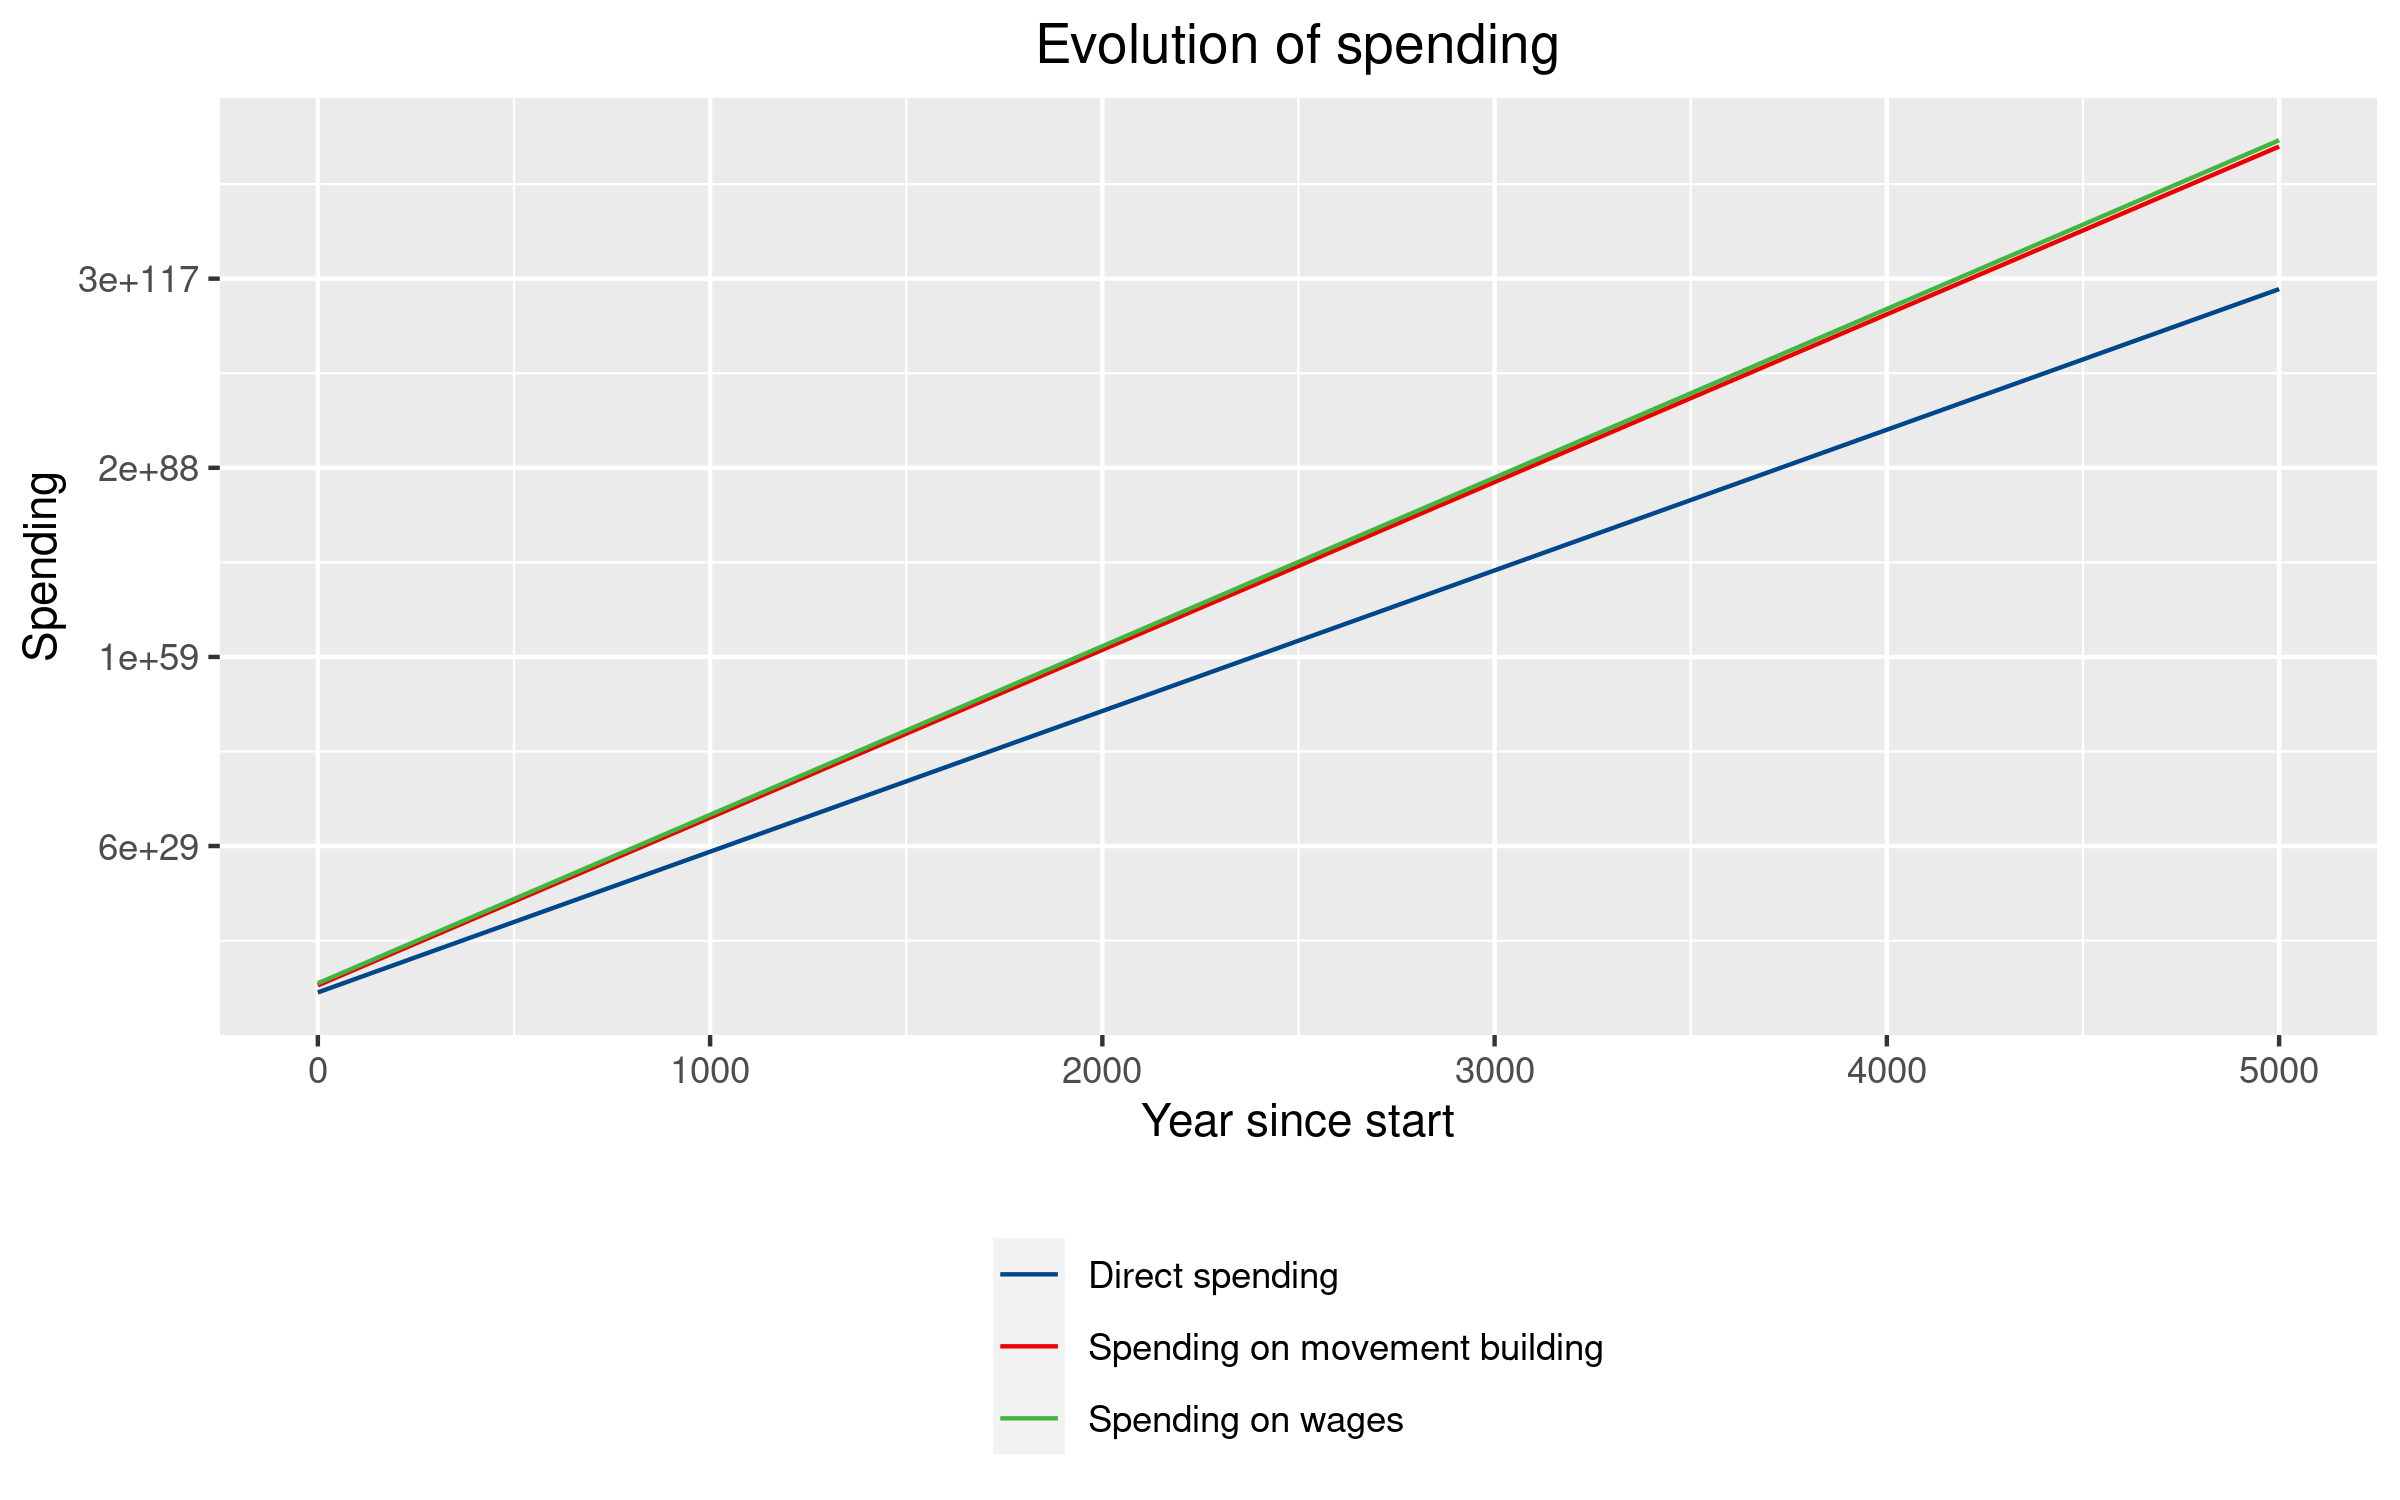 Evolution of spending
Spending
3e+117
2e+88
1e+59
6e+29
0 1000 2000 3000 4000 5000
Year since start
Direct spending
Spending on movement building
Spending on wages